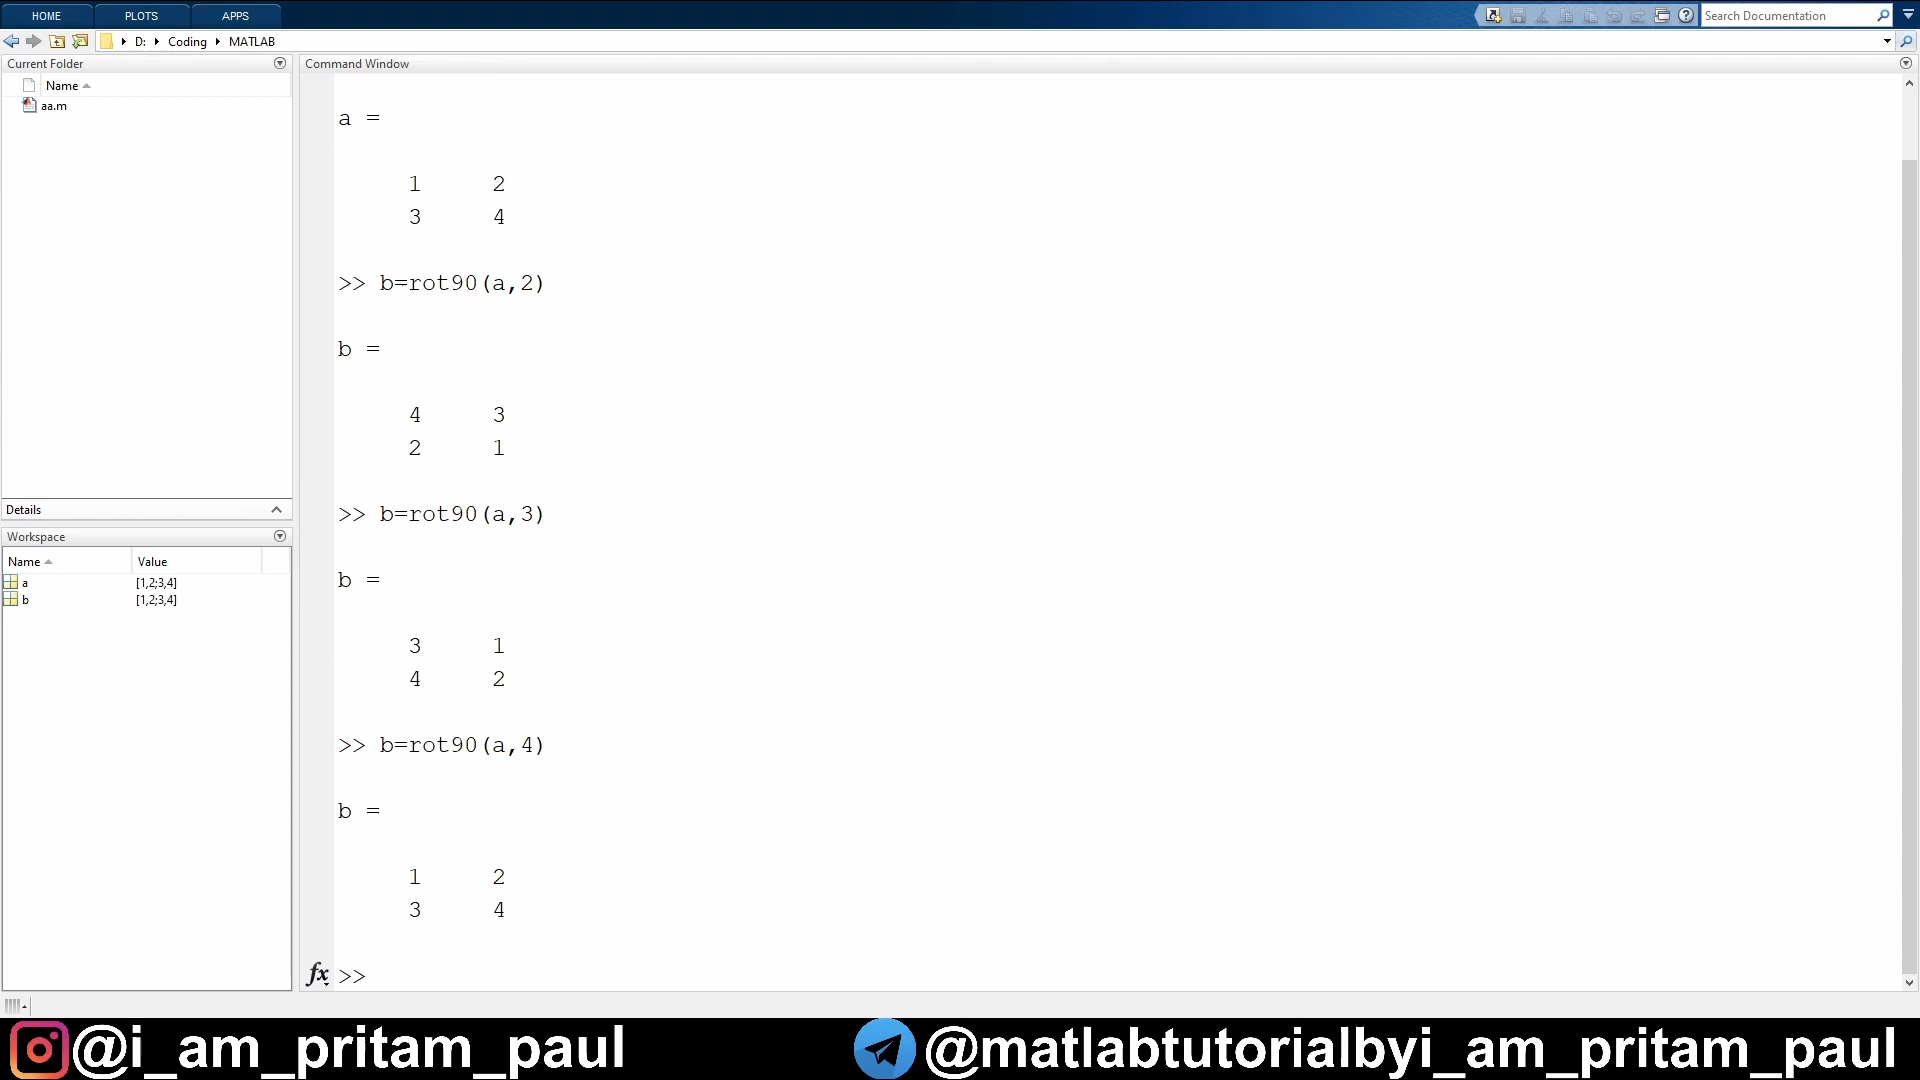 HOME PLOTS APPS Search Documentation
D: Coding MATLAB
Current Folder
Name
aa.m
Details
Workspace
Name Value
a [1,2;3,4]
b [1,2;3,4]
Command Window
a =
1 2
3 4
>> b=rot90(a,2)
b =
4 3
2 1
>> b=rot90(a,3)
b =
3 1
4 2
>> b=rot90(a,4)
b =
1 2
3 4
fx >>
@i_am_pritam_paul @matlabtutorialbyi_am_pritam_paul